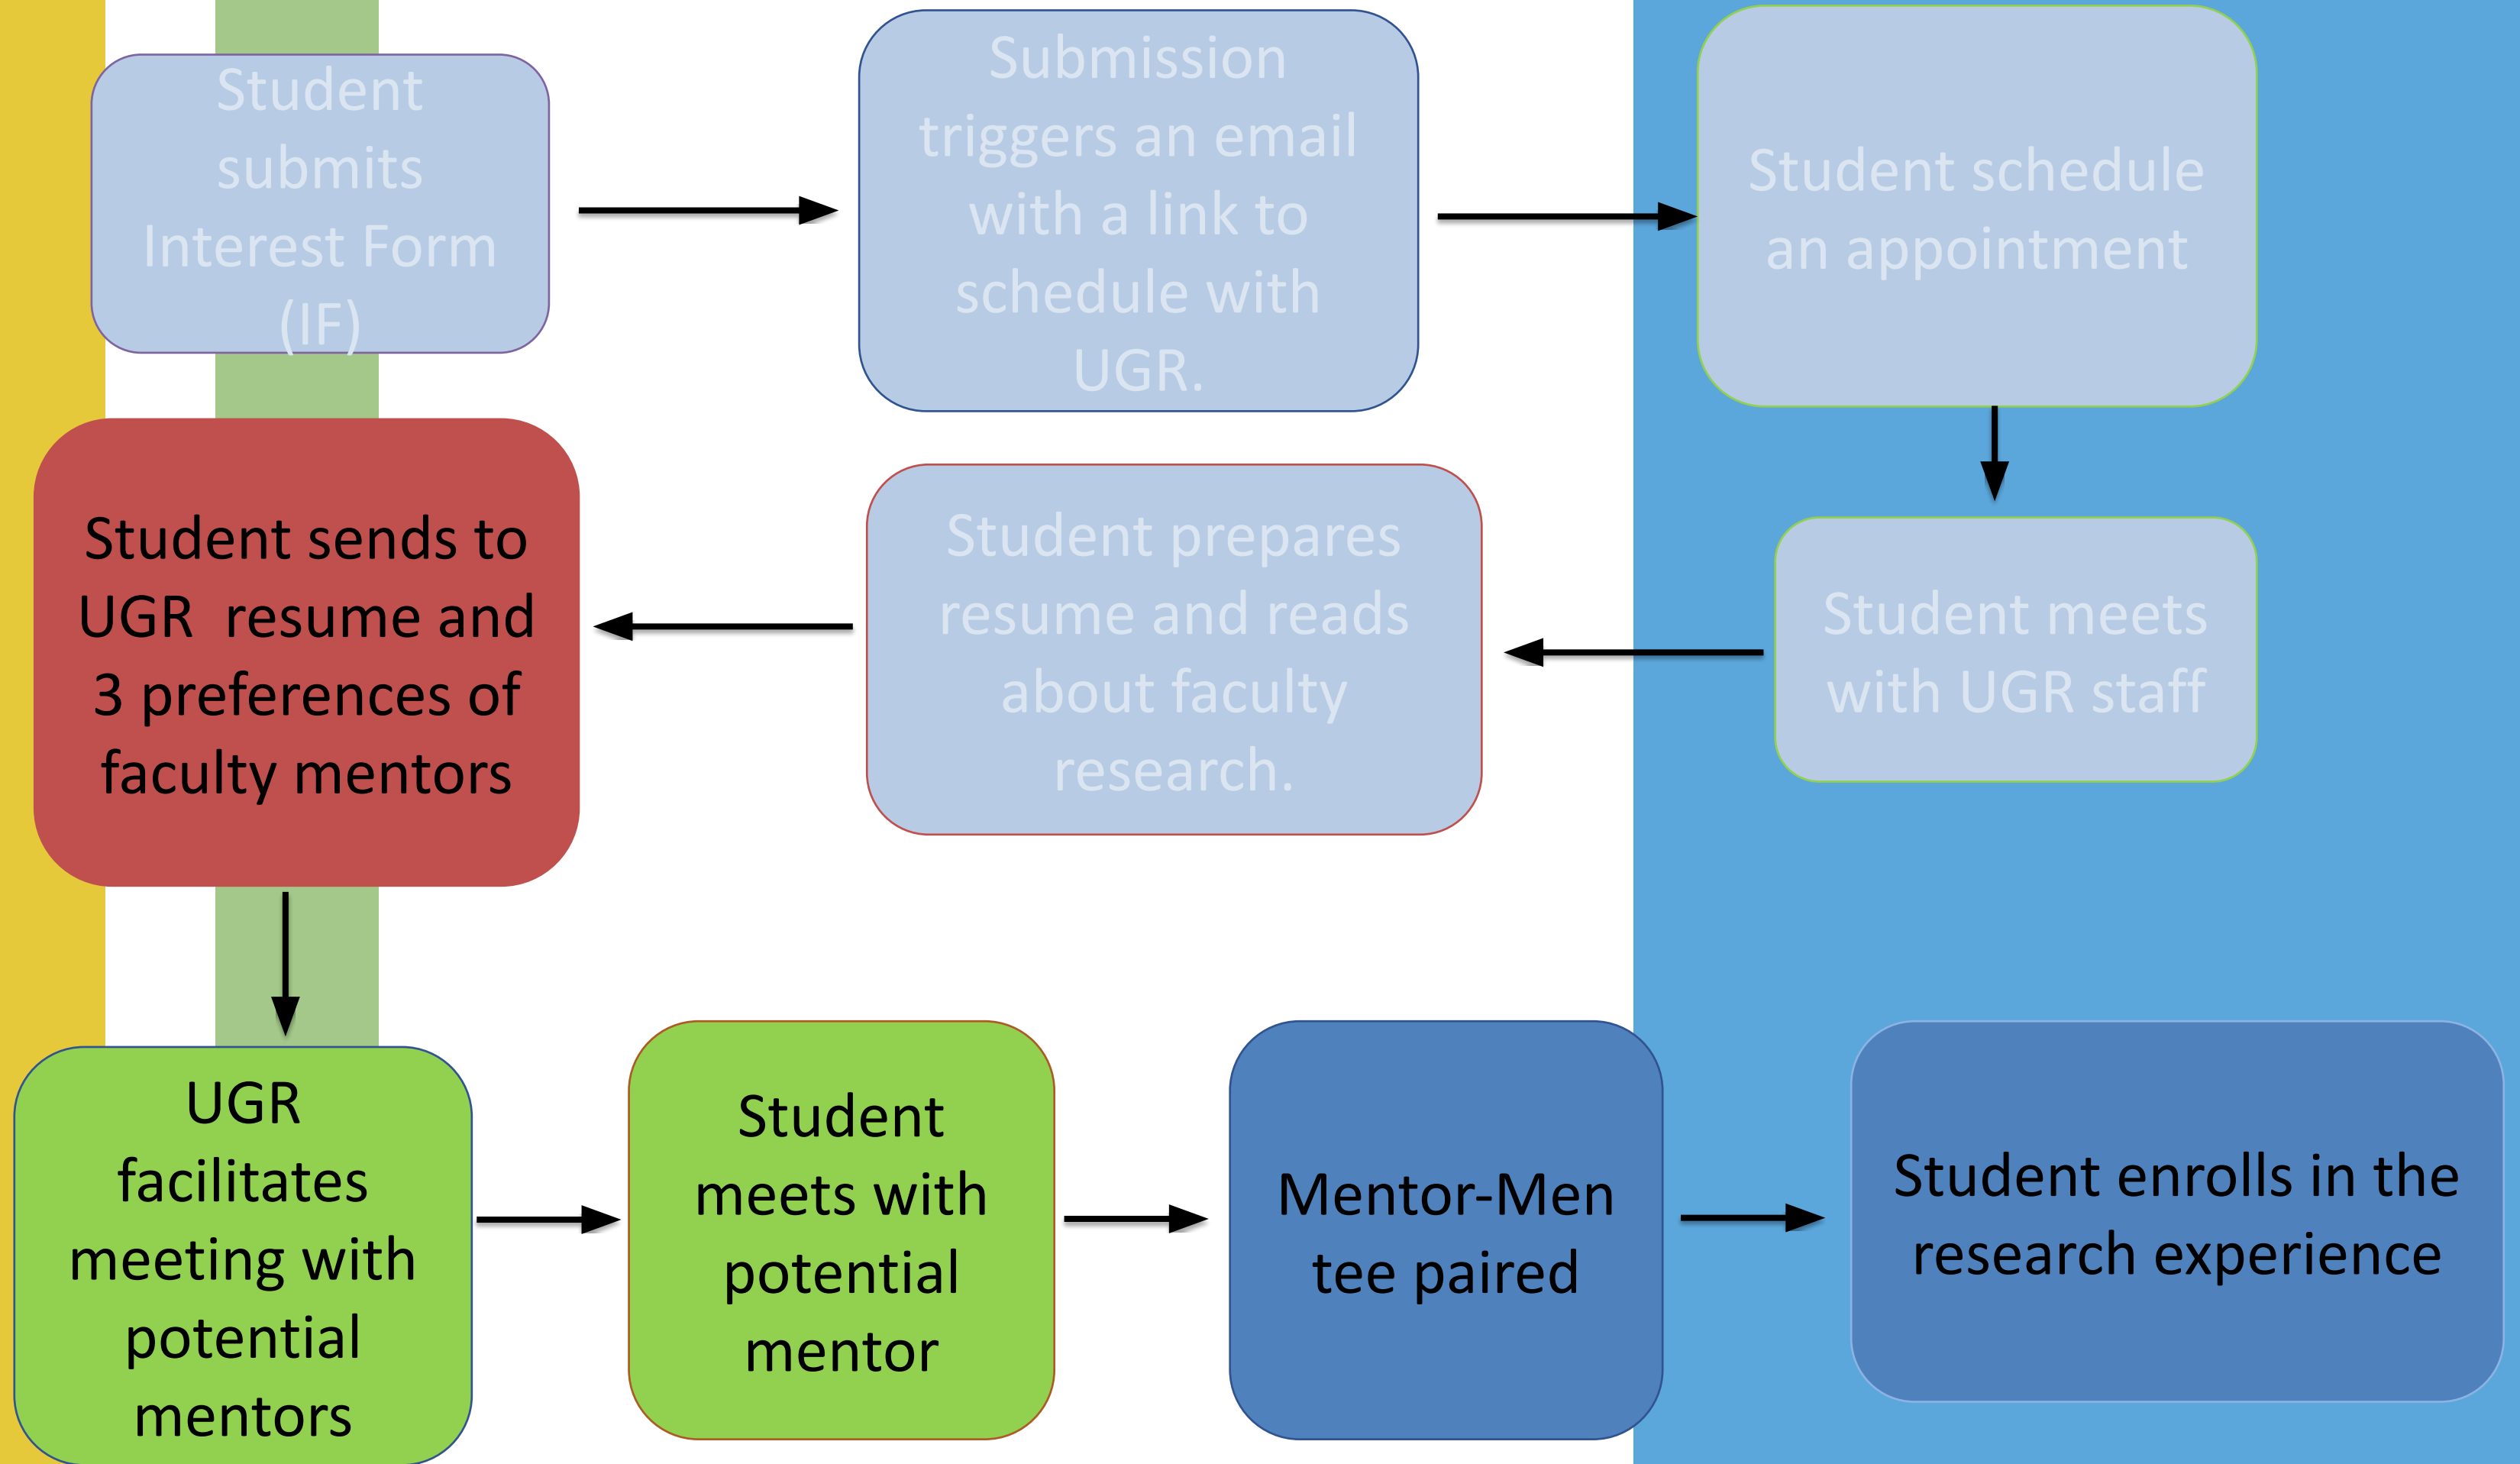 Student
submits
Interest Form
(IF)
Submission
triggers an email
with a link to
schedule with
UGR.
Student schedule
an appointment
Student meets
with UGR staff
Student prepares
resume and reads
about faculty
research.
Student sends to
UGR  resume and
3 preferences of
faculty mentors
UGR
facilitates
meeting with
potential
mentors
Student
meets with
potential
mentor
Mentor-Men
tee paired
Student enrolls in the
research experience